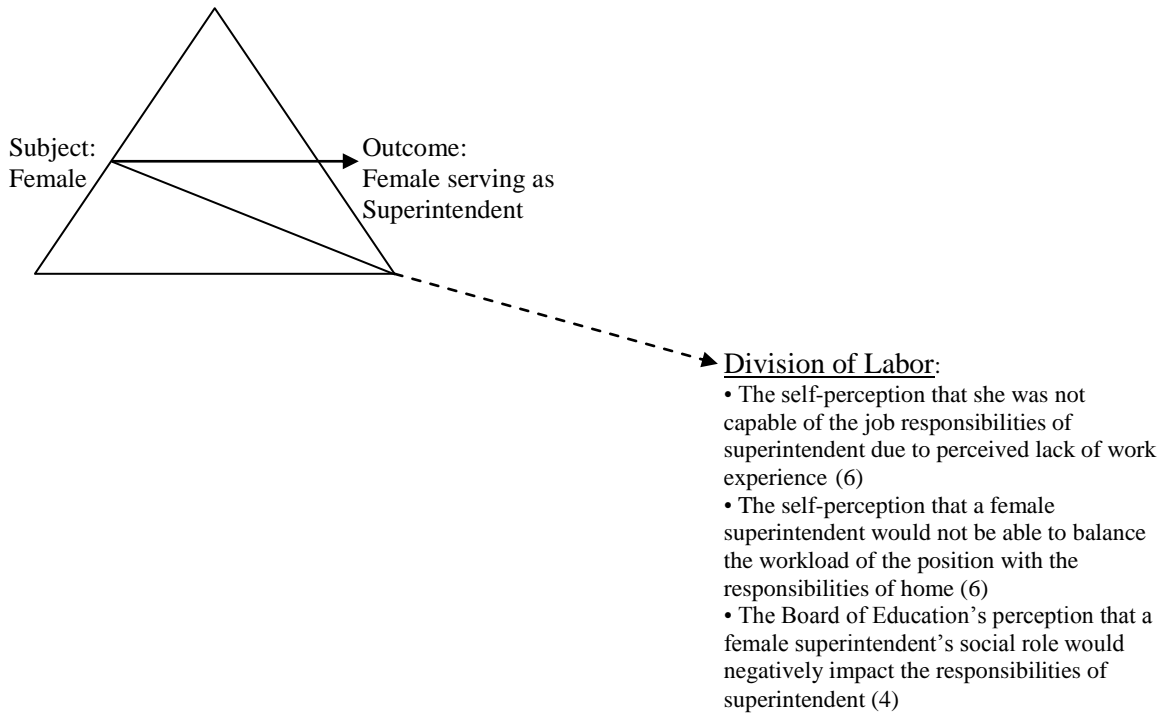 Subject:
Female
Outcome:
Female serving as
Superintendent
Division of Labor:
• The self-perception that she was not
capable of the job responsibilities of
superintendent due to perceived lack of work
experience (6)
• The self-perception that a female
superintendent would not be able to balance
the workload of the position with the
responsibilities of home (6)
• The Board of Education’s perception that a
female superintendent’s social role would
negatively impact the responsibilities of
superintendent (4)